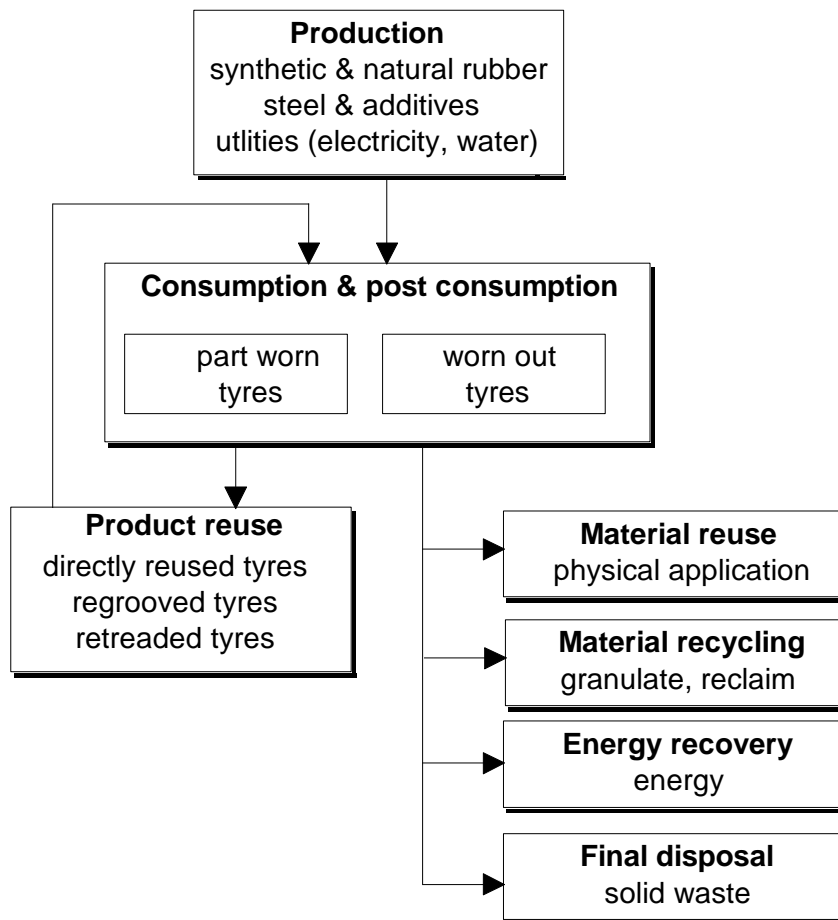 Production
synthetic & natural rubber
steel & additives
utlities (electricity, water)
Consumption & post consumption
part worn
tyres
worn out
tyres
Product reuse
directly reused tyres
regrooved tyres
retreaded tyres
Material reuse
physical application
Material recycling
granulate, reclaim
Energy recovery
energy
Final disposal
solid waste